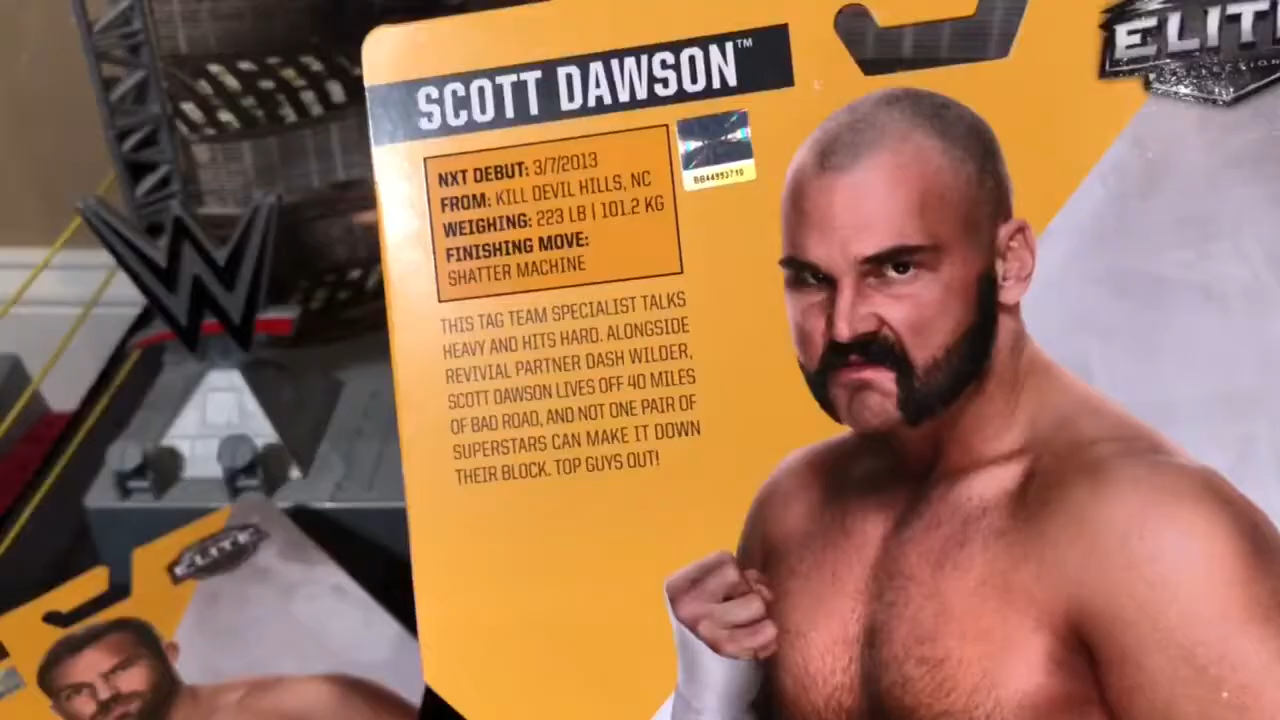 SCOTT DAWSON™
NXT DEBUT: 3/7/2013
FROM: KILL DEVIL HILLS, NC
WEIGHING: 223 LB | 101.2 KG
FINISHING MOVE:
SHATTER MACHINE
THIS TAG TEAM SPECIALIST TALKS
HEAVY AND HITS HARD. ALONGSIDE
REVIVIAL PARTNER DASH WILDER,
SCOTT DAWSON LIVES OFF 40 MILES
OF BAD ROAD, AND NOT ONE PAIR OF
SUPERSTARS CAN MAKE IT DOWN
THEIR BLOCK. TOP GUYS OUT!
ELITE
W
ELITE